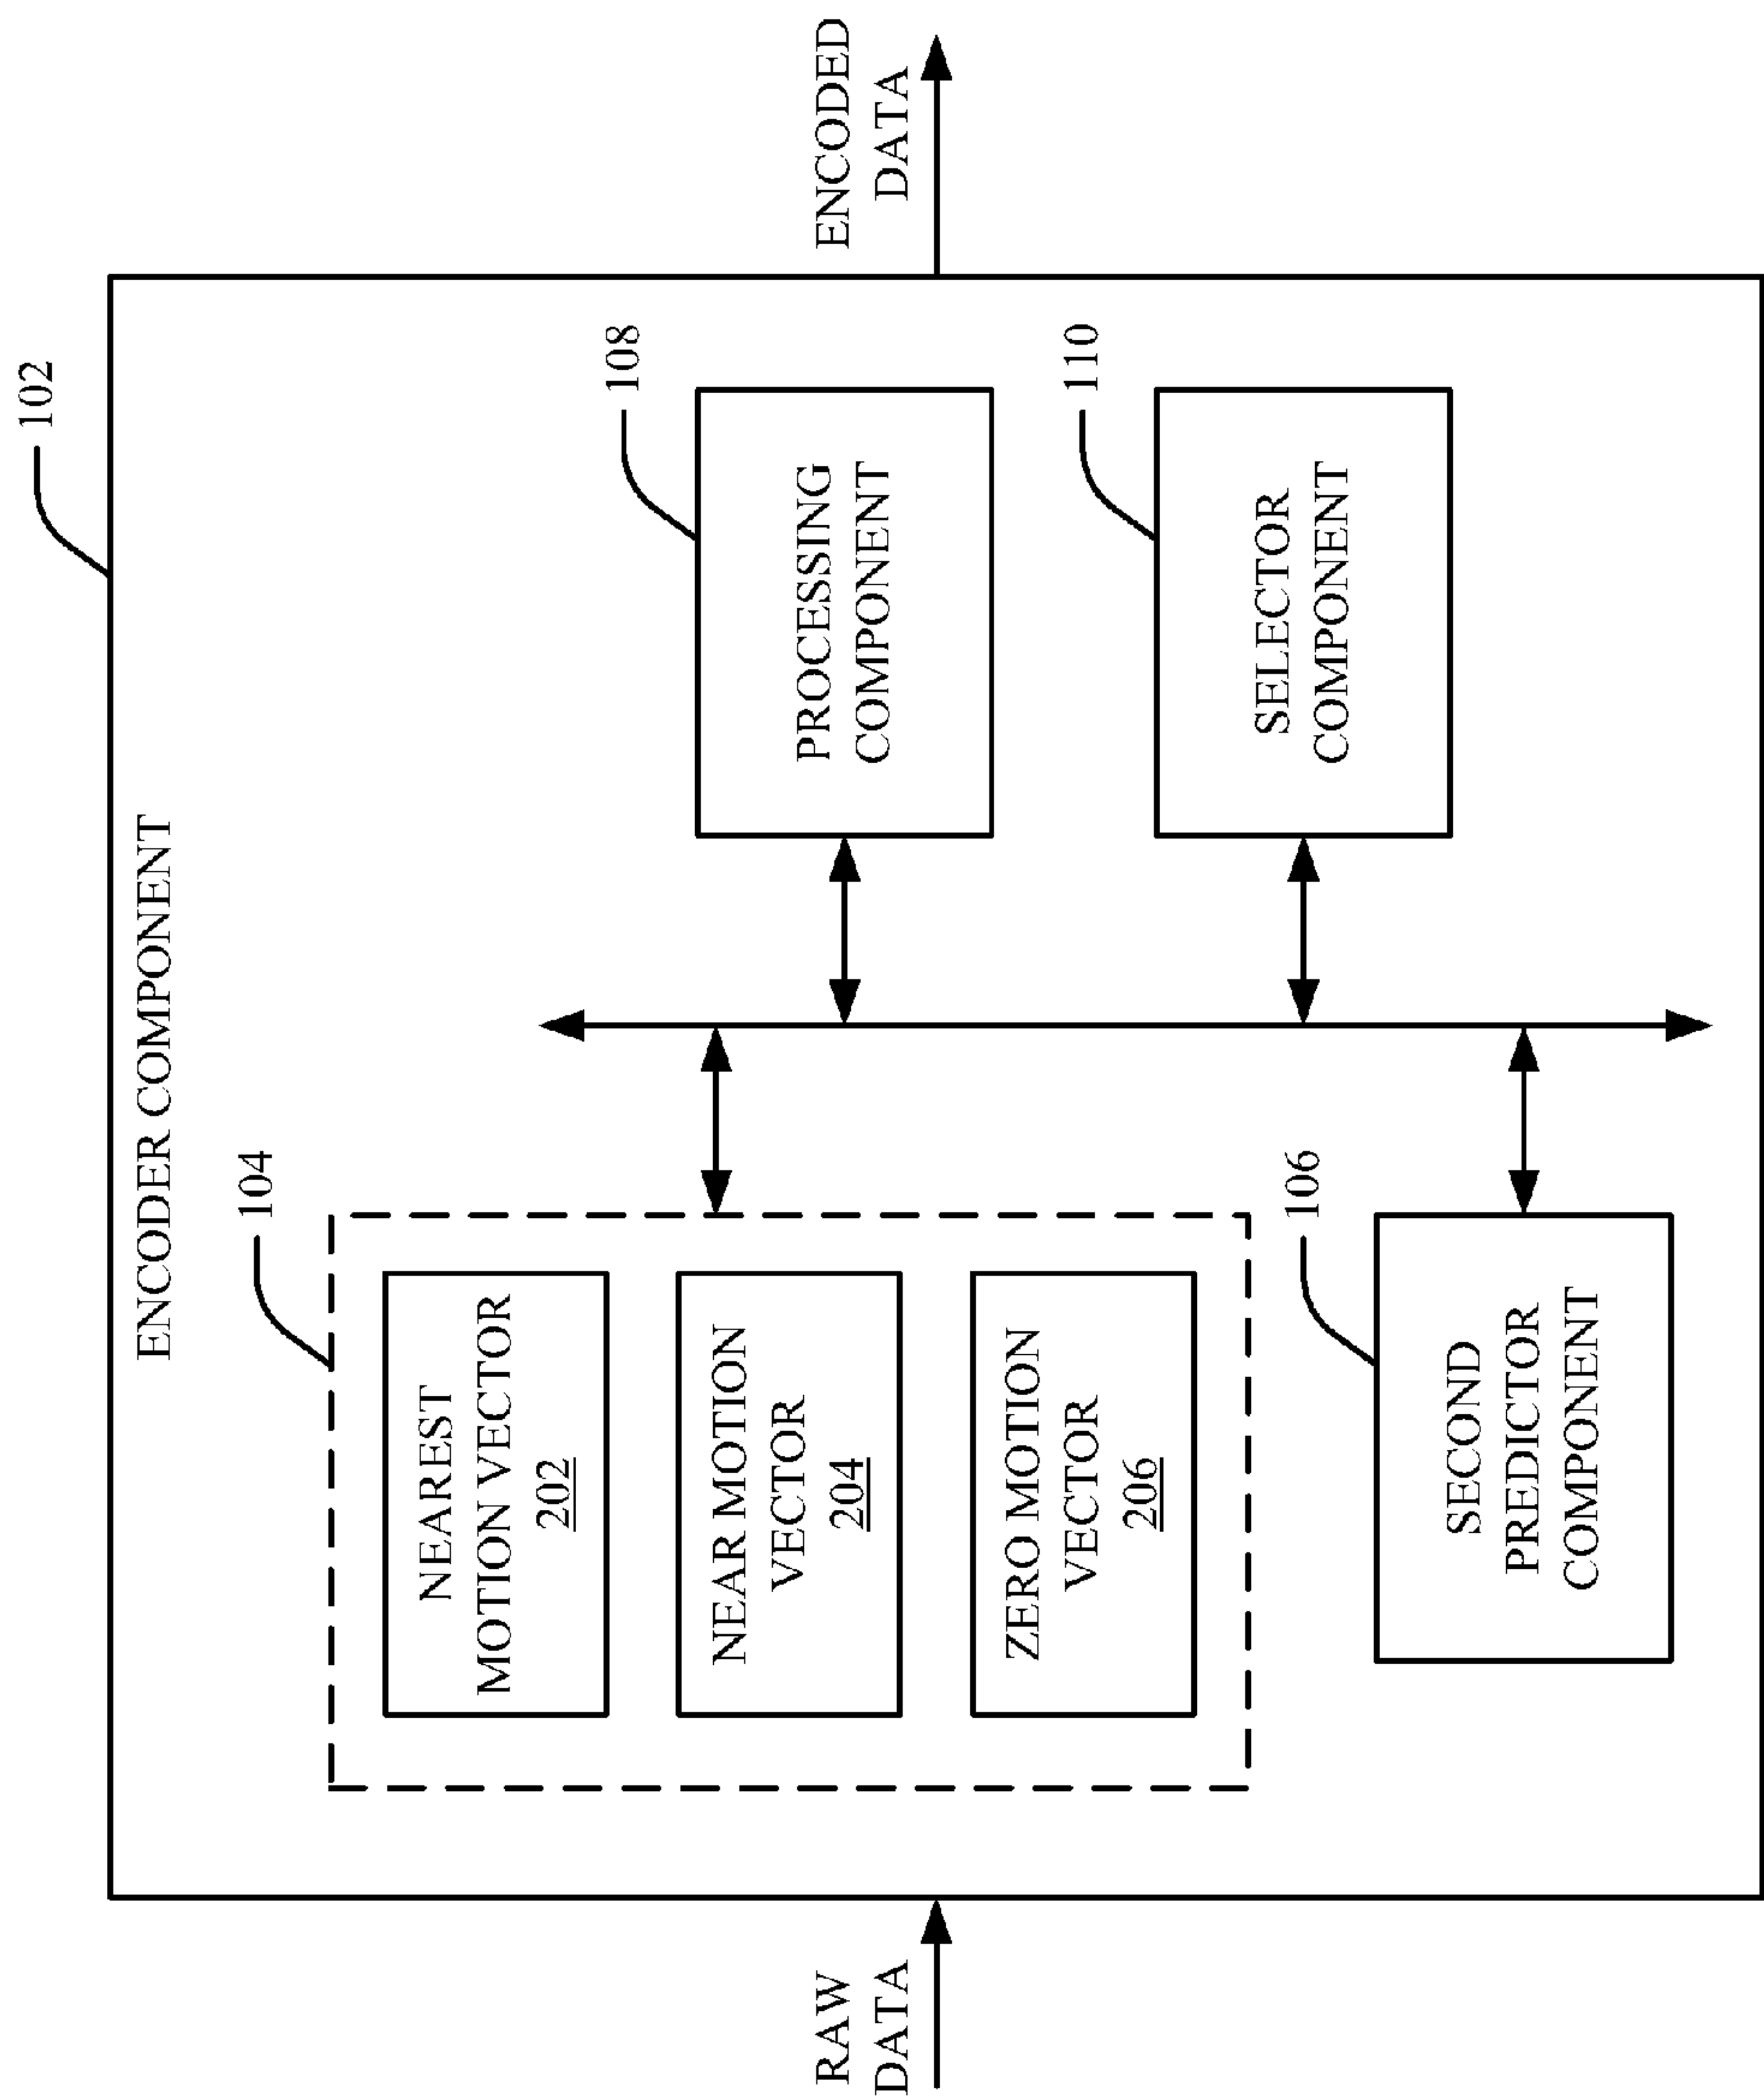 102
ENCODER COMPONENT
104
NEAREST
MOTION VECTOR
202
NEAR MOTION
VECTOR
204
ZERO MOTION
VECTOR
206
106
SECOND
PREDICTOR
COMPONENT
108
PROCESSING
COMPONENT
110
SELECTOR
COMPONENT
RAW
DATA
ENCODED
DATA